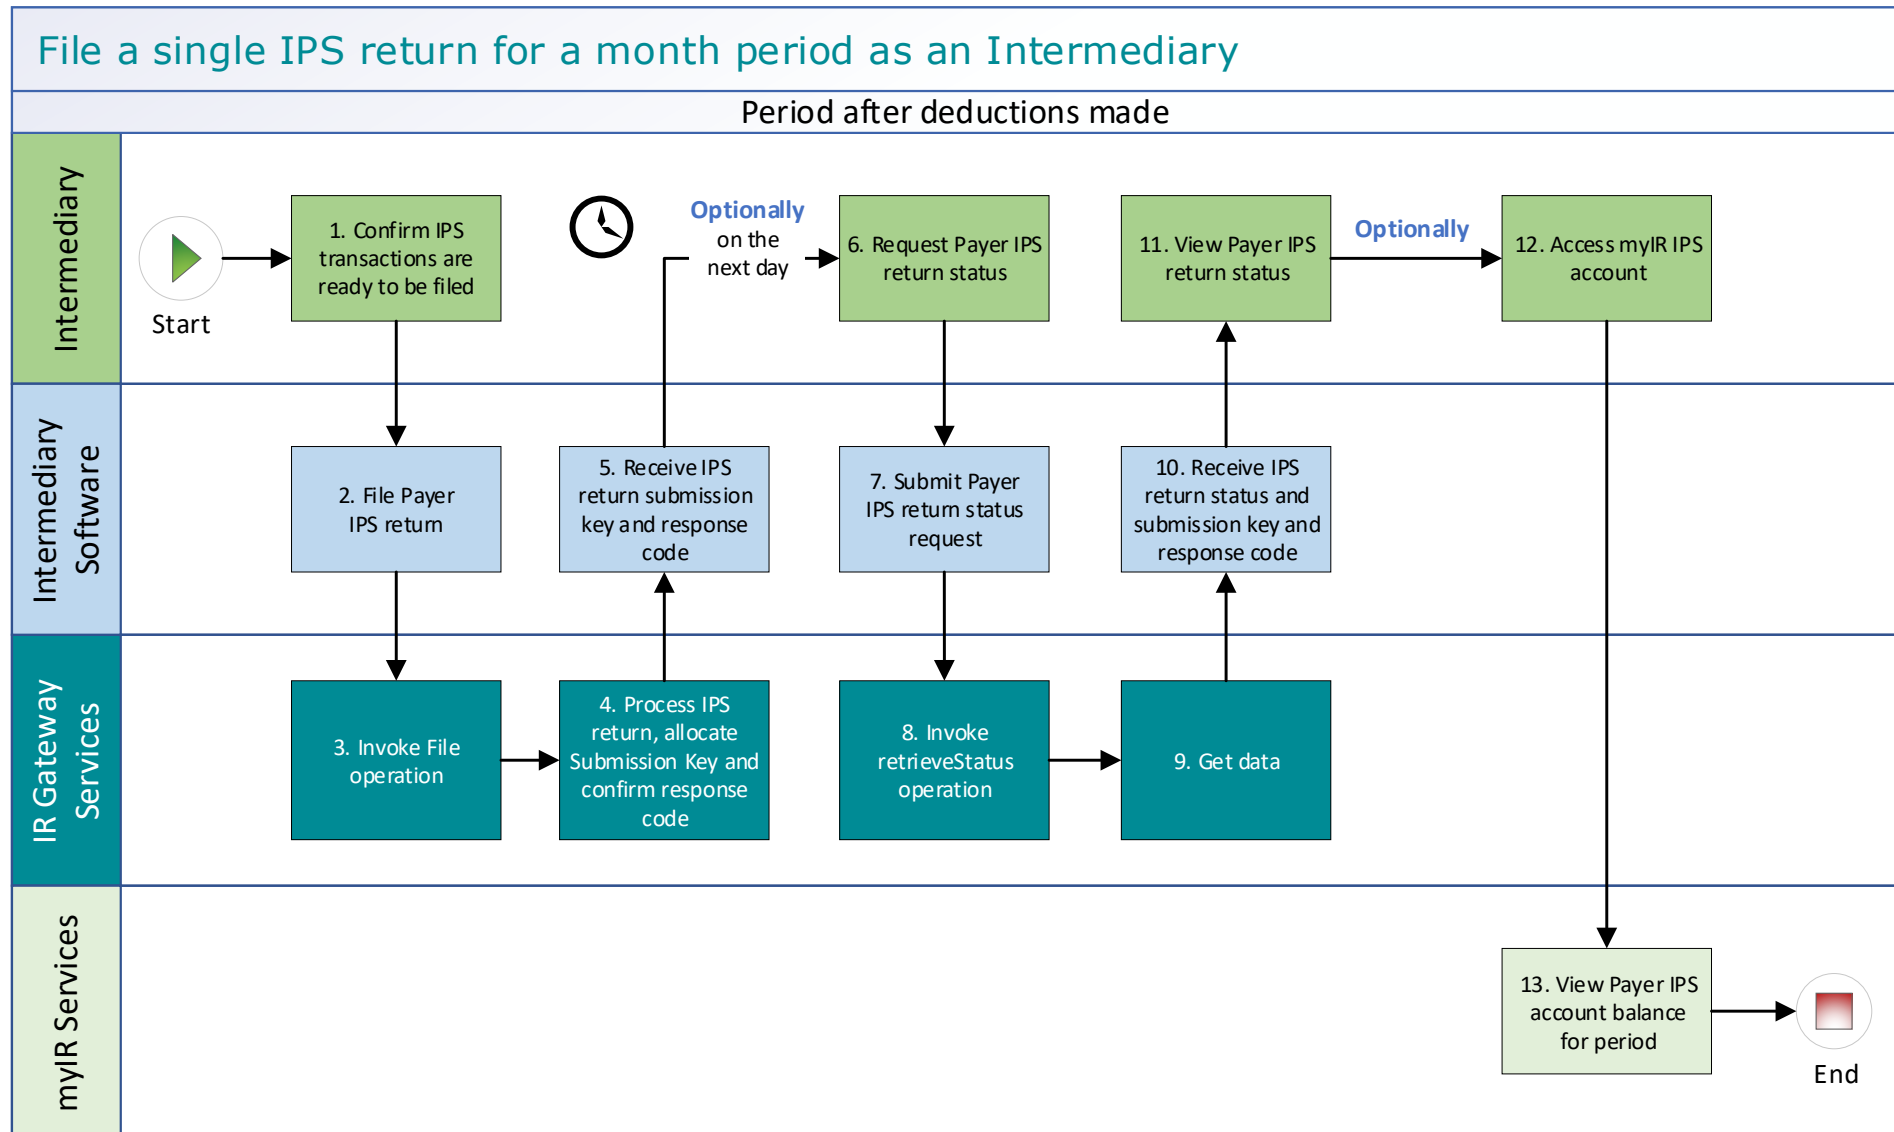 File a single IPS return for a month period as an Intermediary
Period after deductions made
Intermediary
Start
1. Confirm IPS
transactions are
ready to be filed
Optionally
on the
next day
6. Request Payer IPS
return status
11. View Payer IPS
return status
Optionally
12. Access myIR IPS
account
Intermediary
Software
2. File Payer
IPS return
5. Receive IPS
return submission
key and response
code
7. Submit Payer
IPS return status
request
10. Receive IPS
return status and
submission key and
response code
IR Gateway
Services
3. Invoke File
operation
4. Process IPS
return, allocate
Submission Key and
confirm response
code
8. Invoke
retrieveStatus
operation
9. Get data
myIR Services
13. View Payer IPS
account balance
for period
End